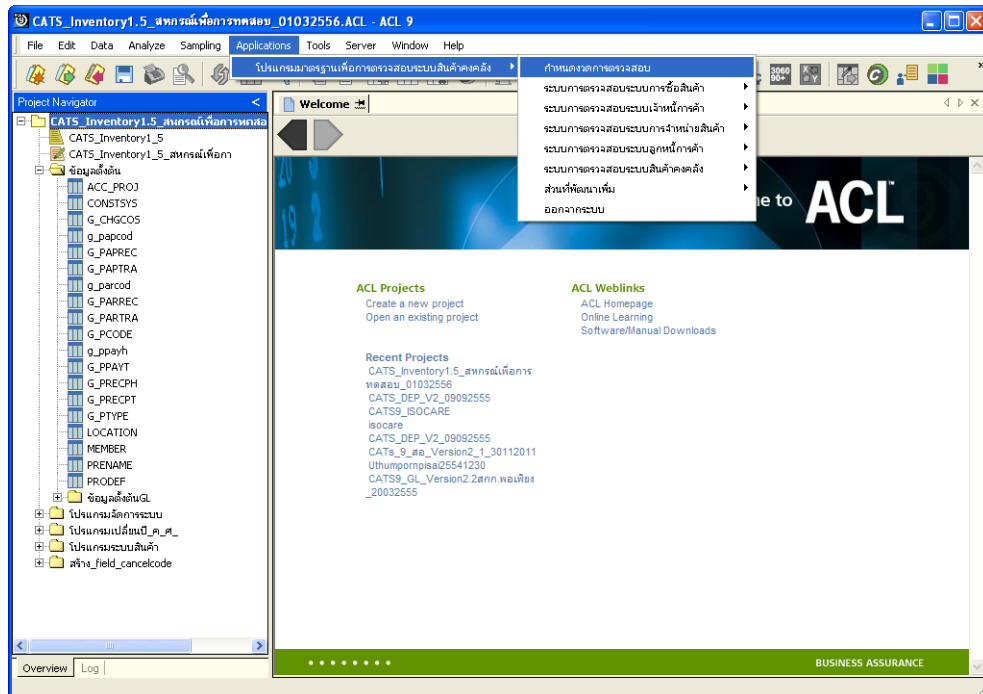 CATS_Inventory1.5_สหกรณ์เพื่อการทดสอบ_01032556.ACL - ACL 9
File Edit Data Analyze Sampling Applications Tools Server Window Help
โปรแกรมมาตรฐานเพื่อการตรวจสอบระบบสินค้าคงคลัง
กำหนดงวดการตรวจสอบ
ระบบการตรวจสอบระบบการซื้อสินค้า
ระบบการตรวจสอบระบบเจ้าหนี้การค้า
ระบบการตรวจสอบระบบการจำหน่ายสินค้า
ระบบการตรวจสอบระบบลูกหนี้การค้า
ระบบการตรวจสอบระบบสินค้าคงคลัง
ส่วนที่พัฒนาเพิ่ม
ออกจากระบบ
Project Navigator <
CATS_Inventory1.5_สหกรณ์เพื่อการทดสอ
CATS_Inventory1_5
CATS_Inventory1_5_สหกรณ์เพื่อกา
ข้อมูลตั้งต้น
ACC_PROJ
CONSTSYS
G_CHGCOS
g_papcod
G_PAPREC
G_PAPTRA
g_parcod
G_PARREC
G_PARTRA
G_PCODE
g_ppayh
G_PPAYT
G_PRECPH
G_PRECPT
G_PTYPE
LOCATION
MEMBER
PRENAME
PRODEF
ข้อมูลตั้งต้นGL
โปรแกรมจัดการระบบ
โปรแกรมเปลี่ยนปี_ค_ศ_
โปรแกรมระบบสินค้า
สร้าง_field_cancelcode
Overview Log
Welcome
ne to ACL
ACL Projects
Create a new project
Open an existing project
Recent Projects
CATS_Inventory1.5_สหกรณ์เพื่อการ
ทดสอบ_01032556
CATS_DEP_V2_09092555
CATS9_ISOCARE
isocare
CATS_DEP_V2_09092555
CATs_9_สอ_Version2_1_30112011
Uthumpornpisai25541230
CATS9_GL_Version2.2สกก.พอเพียง
_20032555
ACL Weblinks
ACL Homepage
Online Learning
Software/Manual Downloads
BUSINESS ASSURANCE